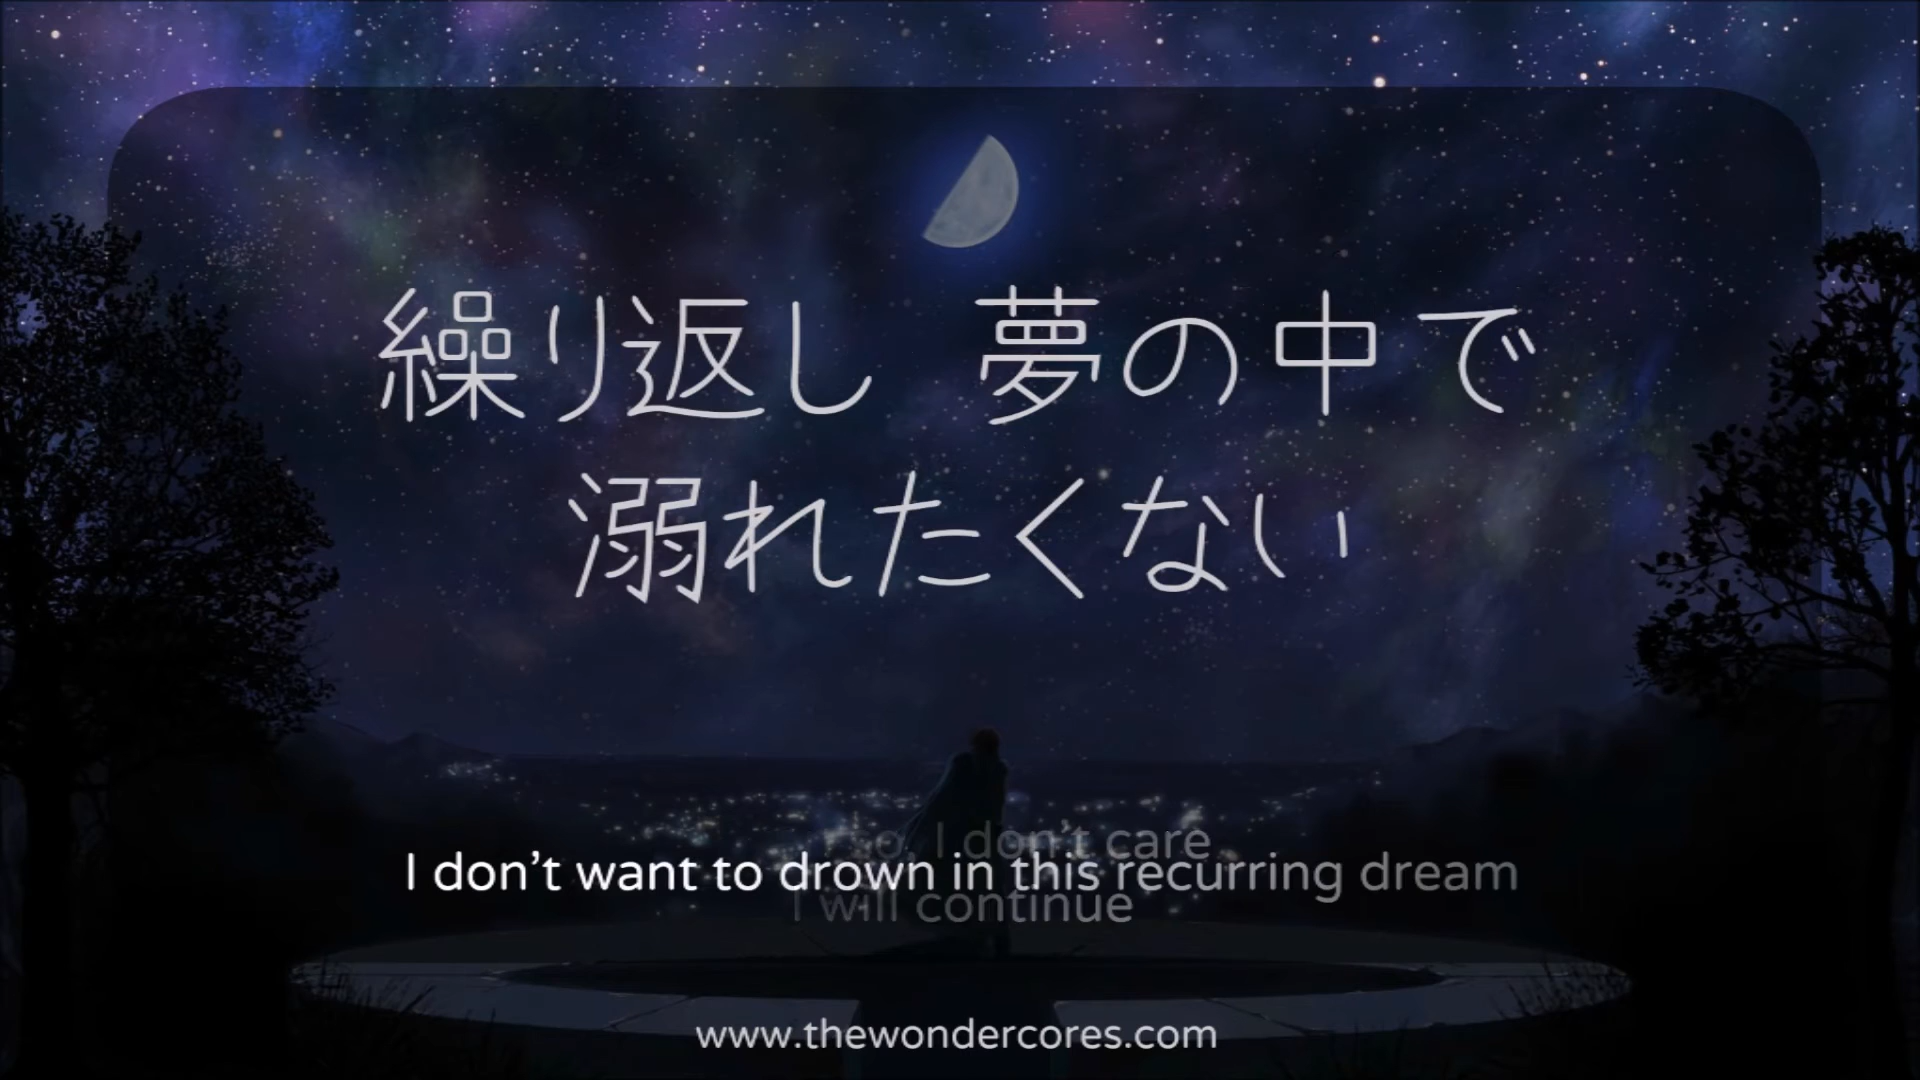 繰り返し 夢の中で
溺れたくない
so, I don't care
I don't want to drown in this recurring dream
I will continue
www.thewondercores.com